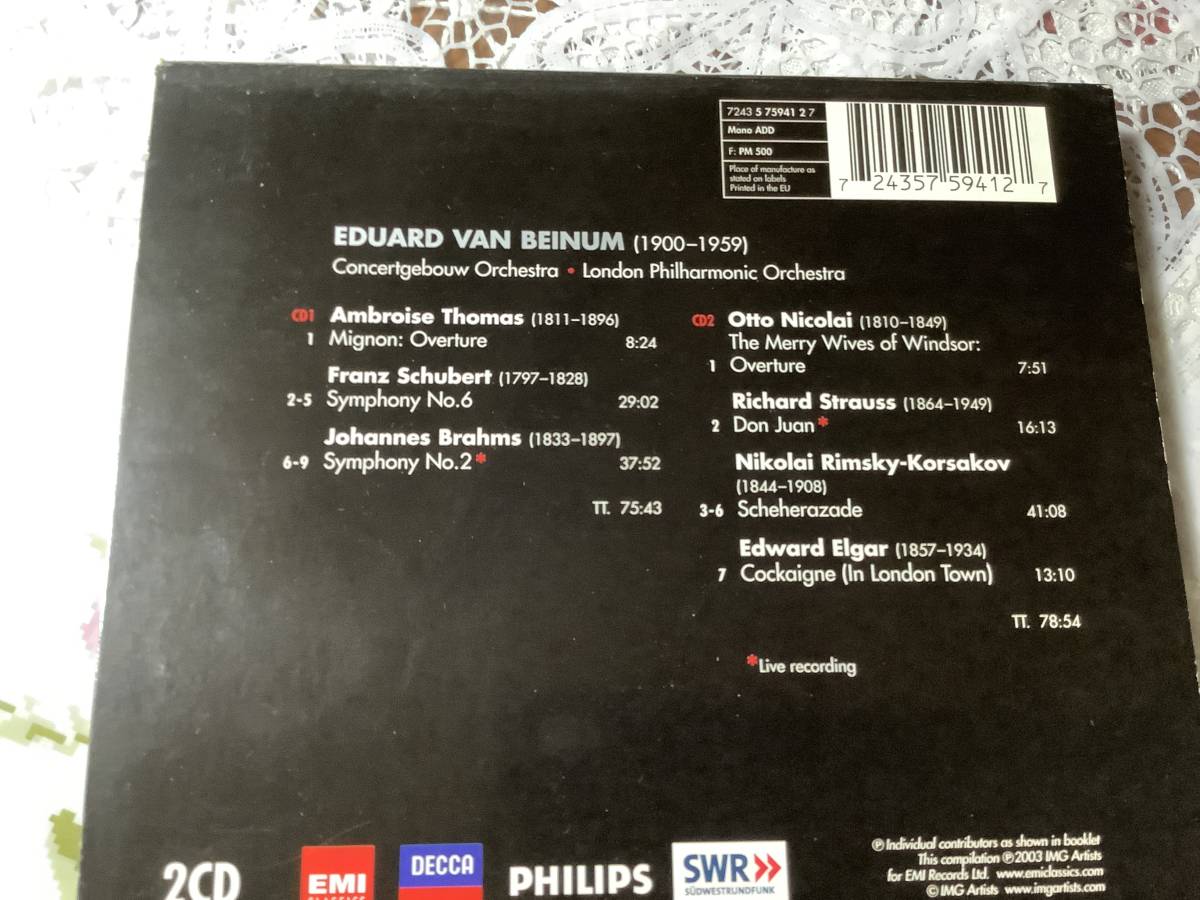 7243 5 75941 2 7
Mono ADD
F: PM 500
Place of manufacture as
stated on labels
Printed in the EU
7 24357 59412 7
EDUARD VAN BEINUM (1900–1959)
Concertgebouw Orchestra • London Philharmonic Orchestra
CD1 Ambroise Thomas (1811–1896)
1 Mignon: Overture 8:24
Franz Schubert (1797–1828)
2-5 Symphony No.6 29:02
Johannes Brahms (1833–1897)
6-9 Symphony No.2* 37:52
TT. 75:43
CD2 Otto Nicolai (1810–1849)
The Merry Wives of Windsor:
1 Overture 7:51
Richard Strauss (1864–1949)
2 Don Juan* 16:13
Nikolai Rimsky-Korsakov
(1844–1908)
3-6 Scheherazade 41:08
Edward Elgar (1857–1934)
7 Cockaigne (In London Town) 13:10
TT. 78:54
*Live recording
2CD
EMI
CLASSICS
DECCA
PHILIPS
SWR»
SÜDWESTRUNDFUNK
℗ Individual contributors as shown in booklet
This compilation ℗ 2003 IMG Artists
for EMI Records Ltd. www.emiclassics.com
© IMG Artists www.imgartists.com